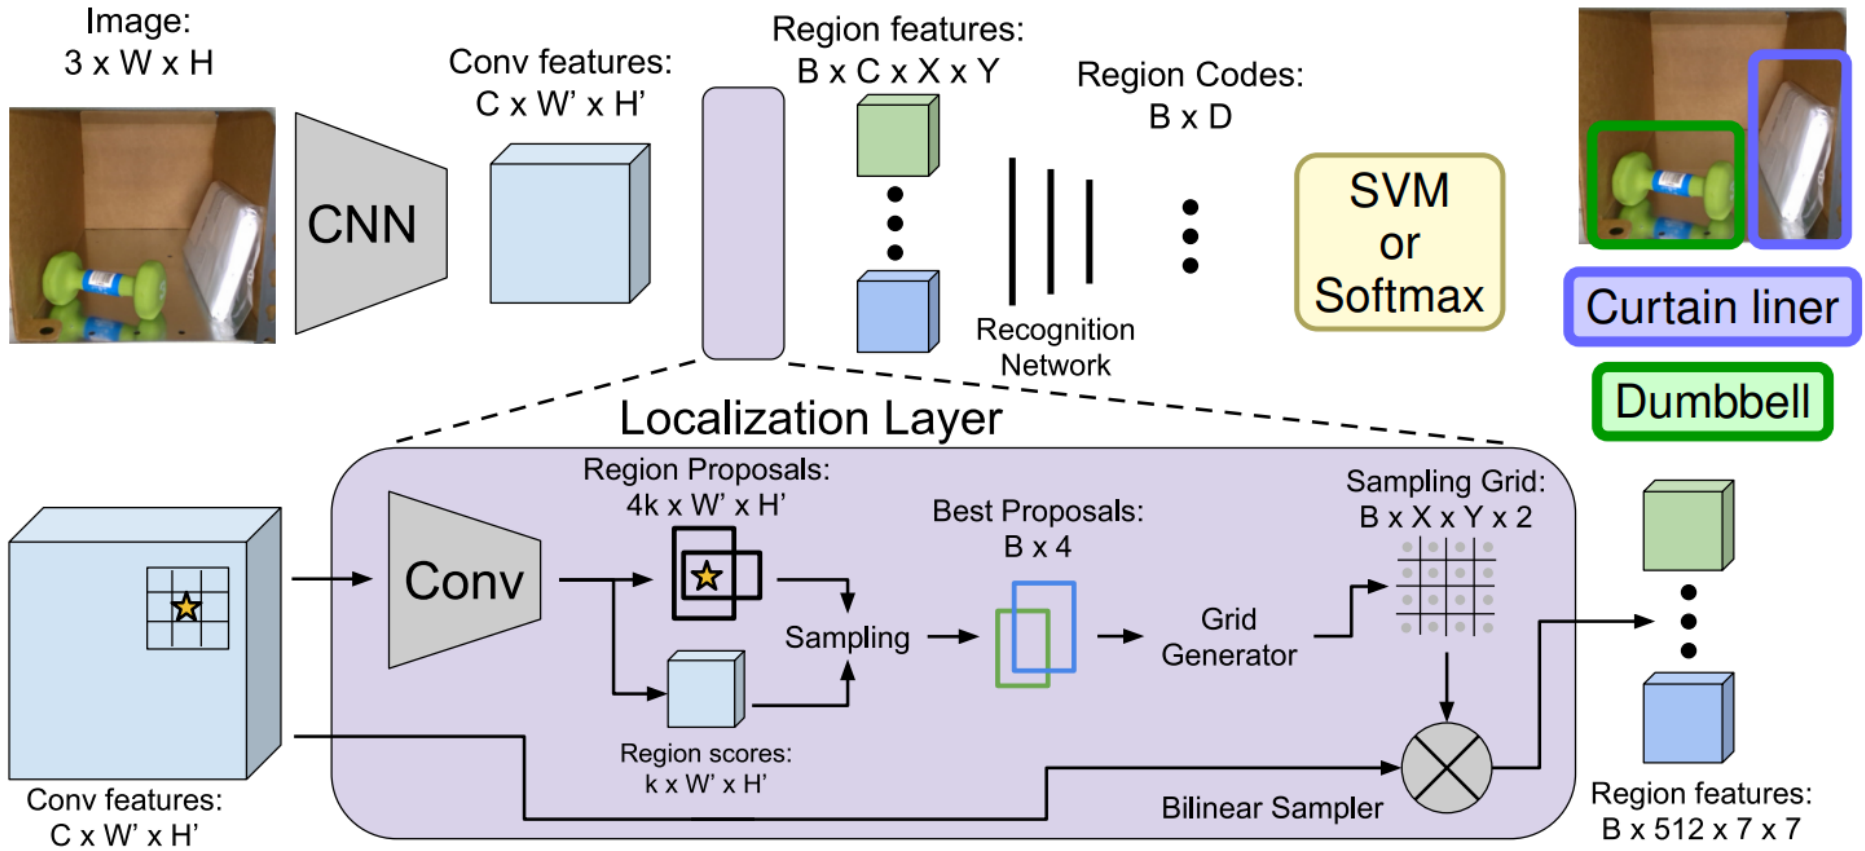 Image:
3 x W x H
Conv features:
C x W' x H'
Region features:
B x C x X x Y
Region Codes:
B x D
CNN
Recognition
Network
SVM
or
Softmax
Curtain liner
Dumbbell
Localization Layer
Conv features:
C x W' x H'
Conv
Region Proposals:
4k x W' x H'
Sampling
Region scores:
k x W' x H'
Best Proposals:
B x 4
Grid
Generator
Sampling Grid:
B x X x Y x 2
Bilinear Sampler
Region features:
B x 512 x 7 x 7